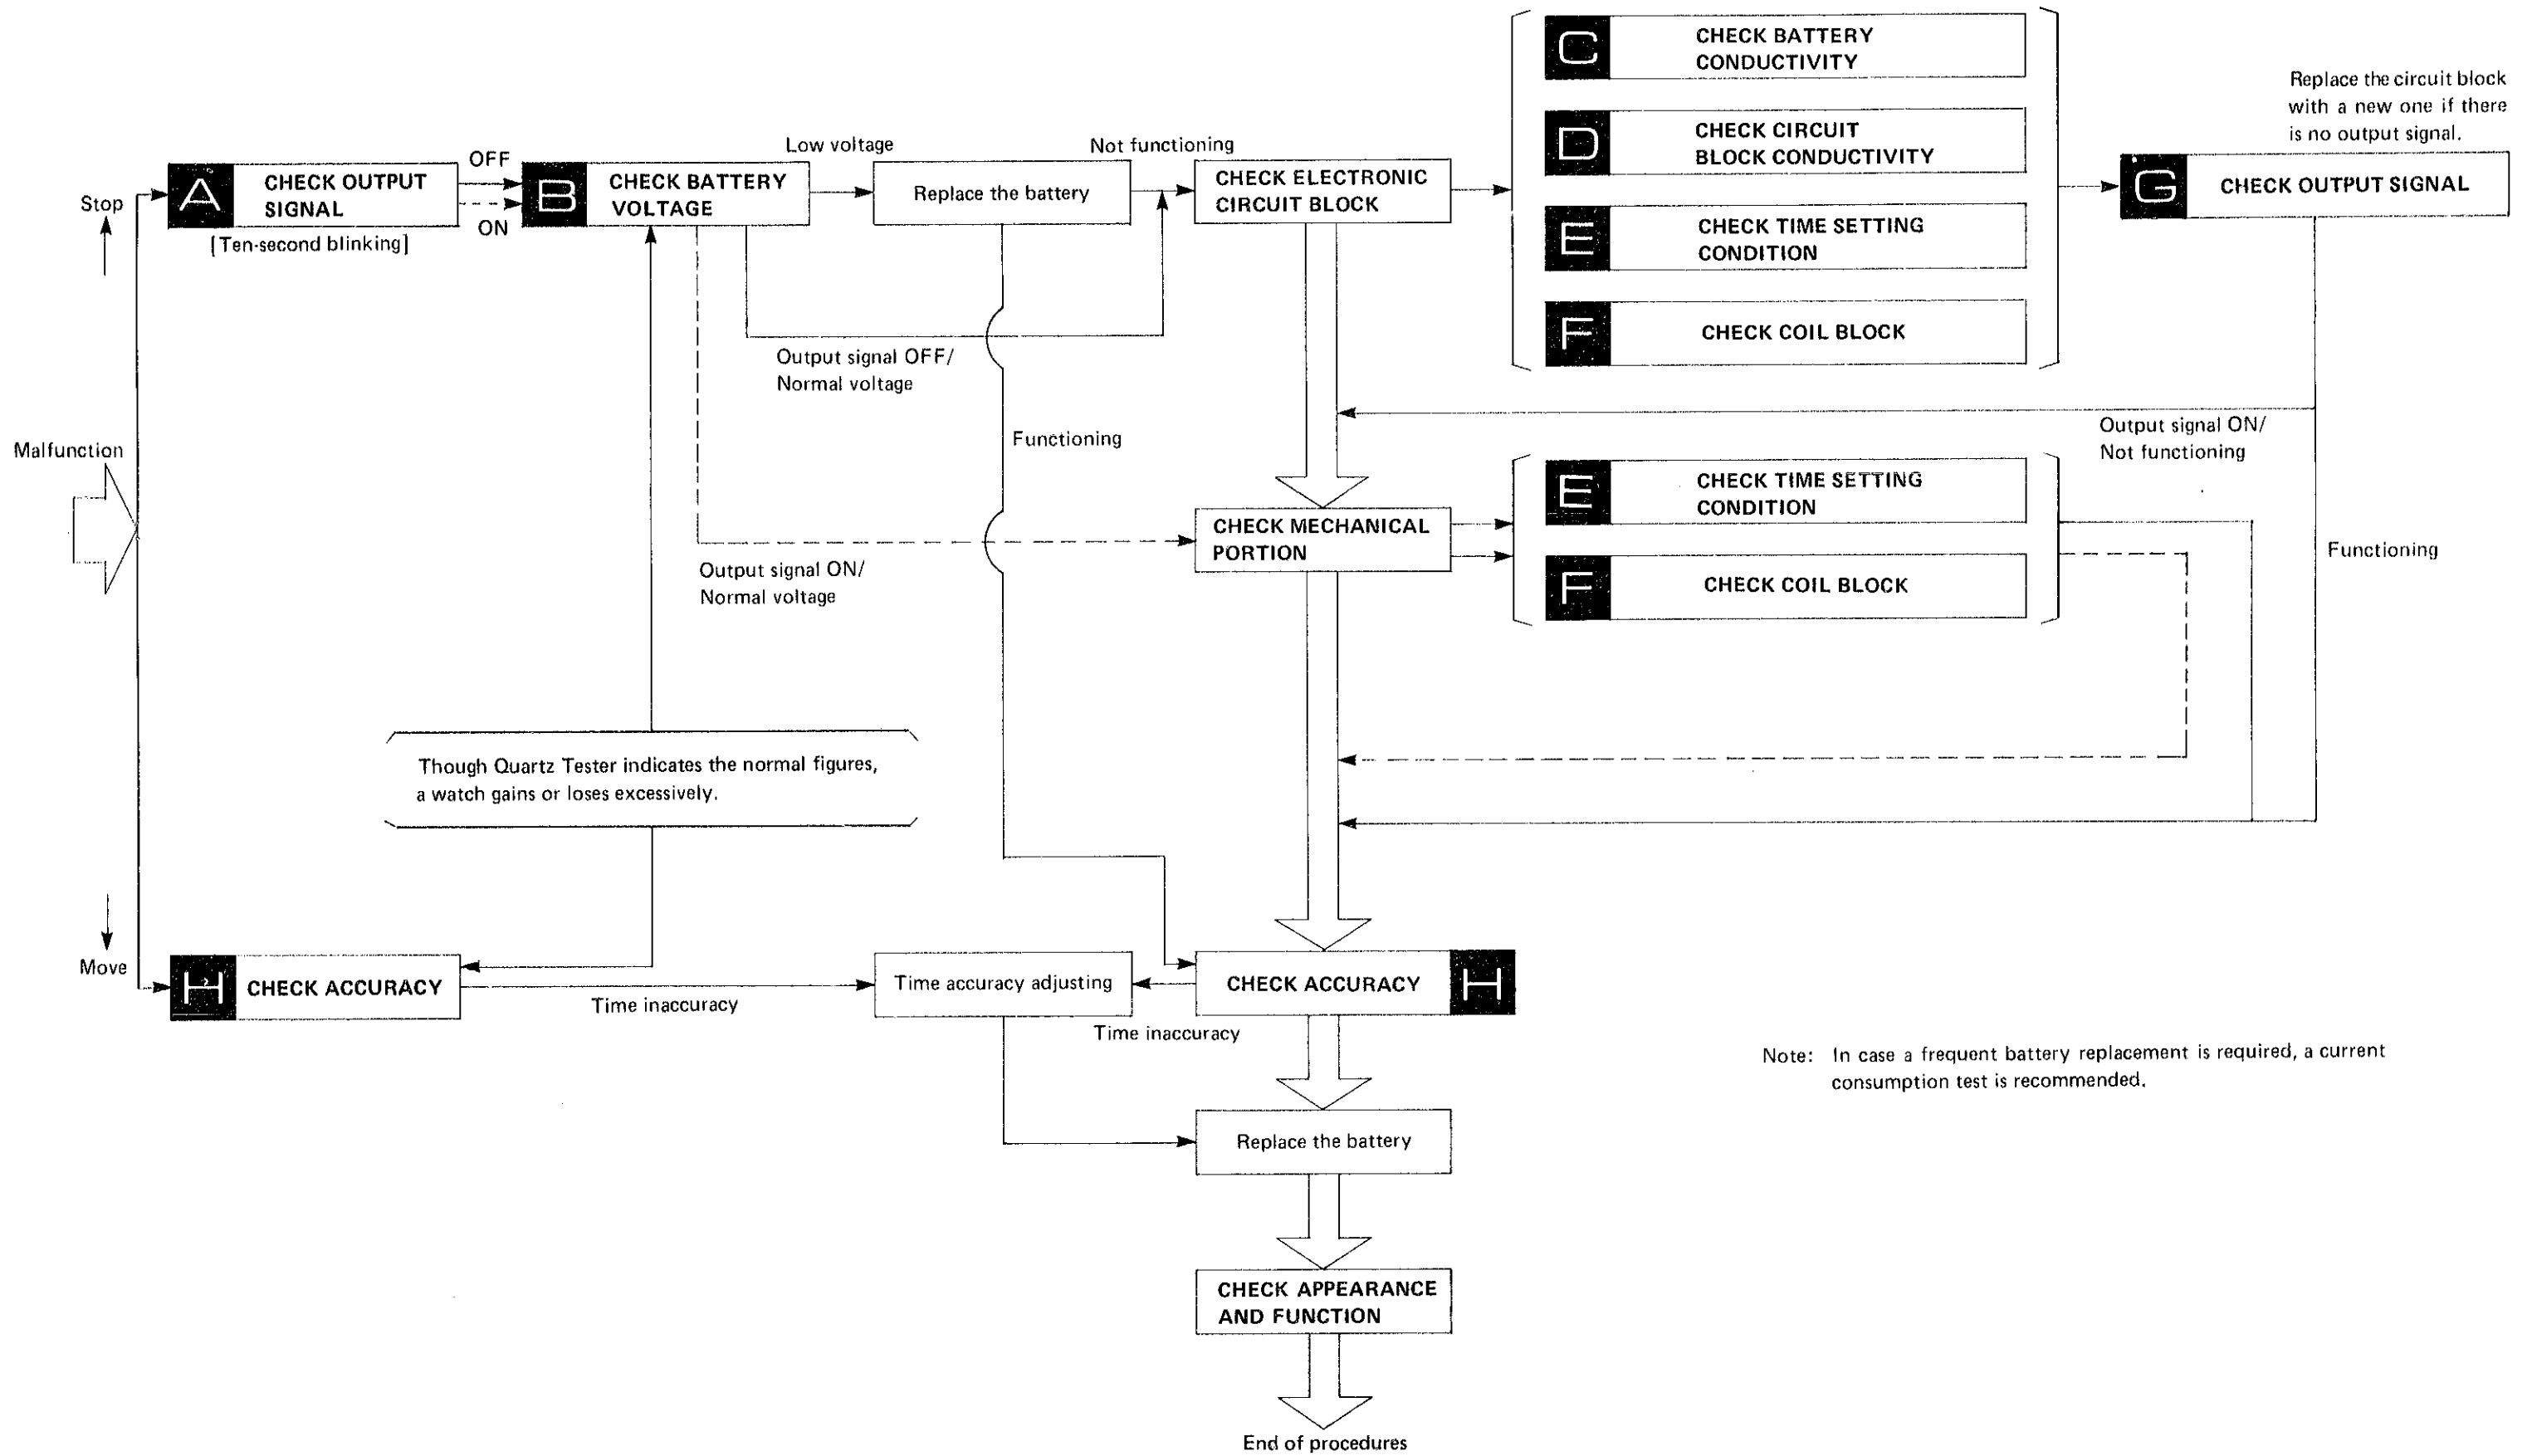 C
CHECK BATTERY
CONDUCTIVITY
Replace the circuit block
with a new one if there
is no output signal.
D
CHECK CIRCUIT
BLOCK CONDUCTIVITY
Low voltage
Not functioning
OFF
Stop
A
CHECK OUTPUT
SIGNAL
[Ten-second blinking]
ON
B
CHECK BATTERY
VOLTAGE
Replace the battery
CHECK ELECTRONIC
CIRCUIT BLOCK
G
CHECK OUTPUT SIGNAL
E
CHECK TIME SETTING
CONDITION
F
CHECK COIL BLOCK
Output signal OFF/
Normal voltage
Functioning
Malfunction
Output signal ON/
Not functioning
E
CHECK TIME SETTING
CONDITION
CHECK MECHANICAL
PORTION
F
CHECK COIL BLOCK
Functioning
Output signal ON/
Normal voltage
Though Quartz Tester indicates the normal figures,
a watch gains or loses excessively.
Move
H
CHECK ACCURACY
Time inaccuracy
Time accuracy adjusting
CHECK ACCURACY
H
Time inaccuracy
Note: In case a frequent battery replacement is required, a current
consumption test is recommended.
Replace the battery
CHECK APPEARANCE
AND FUNCTION
End of procedures